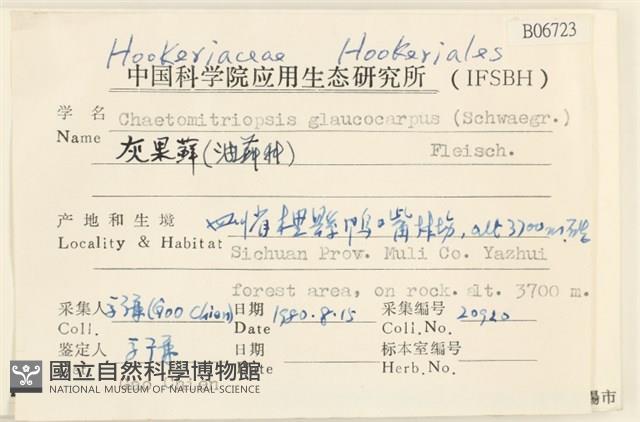 B06723
Hookeriaceae Hookeriales
中国科学院应用生态研究所 (IFSBH)
学名 Name Chaetomitriopsis glaucocarpus (Schwaegr.)
灰果藓(油藓科) Fleisch.
产地和生境 四川省木里县鸭嘴林场, alt 3700m.
Locality & Habitat Sichuan Prov. Muli Co. Yazhui
forest area, on rock. alt. 3700 m.
采集人 (Gao Chien) 日期 1980.8.15 采集编号 20920
Coll. Date Coll.No.
鉴定人 日期 标本室编号
Herb.No.
國立自然科學博物館
NATIONAL MUSEUM OF NATURAL SCIENCE
陽市